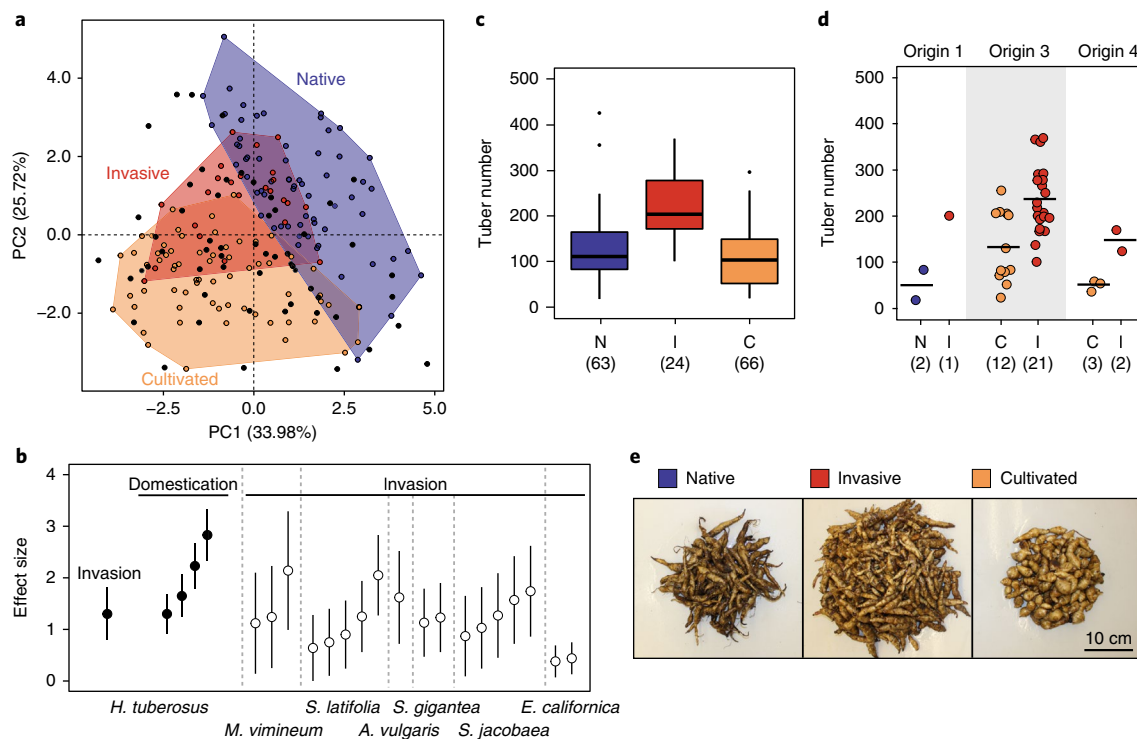 a
PC2 (25.72%)
4.0
2.0
0.0
−2.0
Native
Invasive
Cultivated
−2.5
0.0
2.5
5.0
PC1 (33.98%)
c
Tuber number
500
400
300
200
100
0
N
I
C
(63)
(24)
(66)
d
Origin 1
Origin 3
Origin 4
Tuber number
500
400
300
200
100
0
N
I
C
I
C
I
(2)
(1)
(12)
(21)
(3)
(2)
b
Effect size
4
3
2
1
0
Domestication
Invasion
Invasion
H. tuberosus
S. latifolia
S. gigantea
E. californica
M. vimineum
A. vulgaris
S. jacobaea
e
Native
Invasive
Cultivated
10 cm